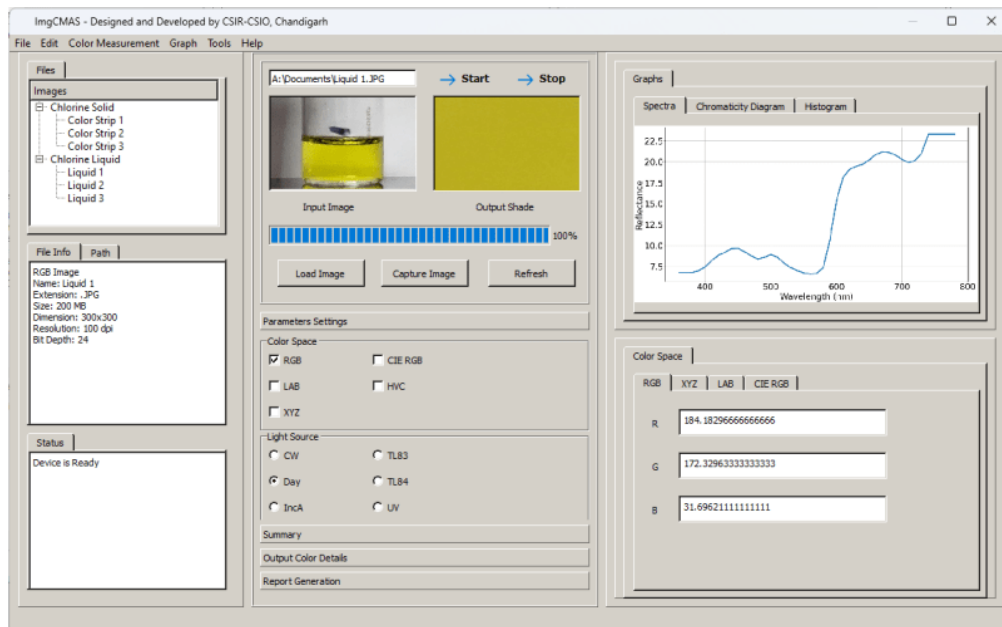 ImgCMAS - Designed and Developed by CSIR-CSIO, Chandigarh
File Edit Color Measurement Graph Tools Help
Files
Images
Chlorine Solid
Color Strip 1
Color Strip 2
Color Strip 3
Chlorine Liquid
Liquid 1
Liquid 2
Liquid 3
File Info Path
RGB Image
Name: Liquid 1
Extension: .JPG
Size: 200 MB
Dimension: 300x300
Resolution: 100 dpi
Bit Depth: 24
Status
Device is Ready
A:\Documents\Liquid 1.JPG Start Stop
Input Image Output Shade
100%
Load Image Capture Image Refresh
Parameters Settings
Color Space
RGB CIE RGB
LAB HVC
XYZ
Light Source
CW TL83
Day TL84
IncA UV
Summary
Output Color Details
Report Generation
Graphs
Spectra Chromaticity Diagram Histogram
Reflectance
22.5
20.0
17.5
15.0
12.5
10.0
7.5
400 500 600 700 800
Wavelength (nm)
Color Space
RGB XYZ LAB CIE RGB
R 184.18296666666666
G 172.32963333333333
B 31.69621111111111